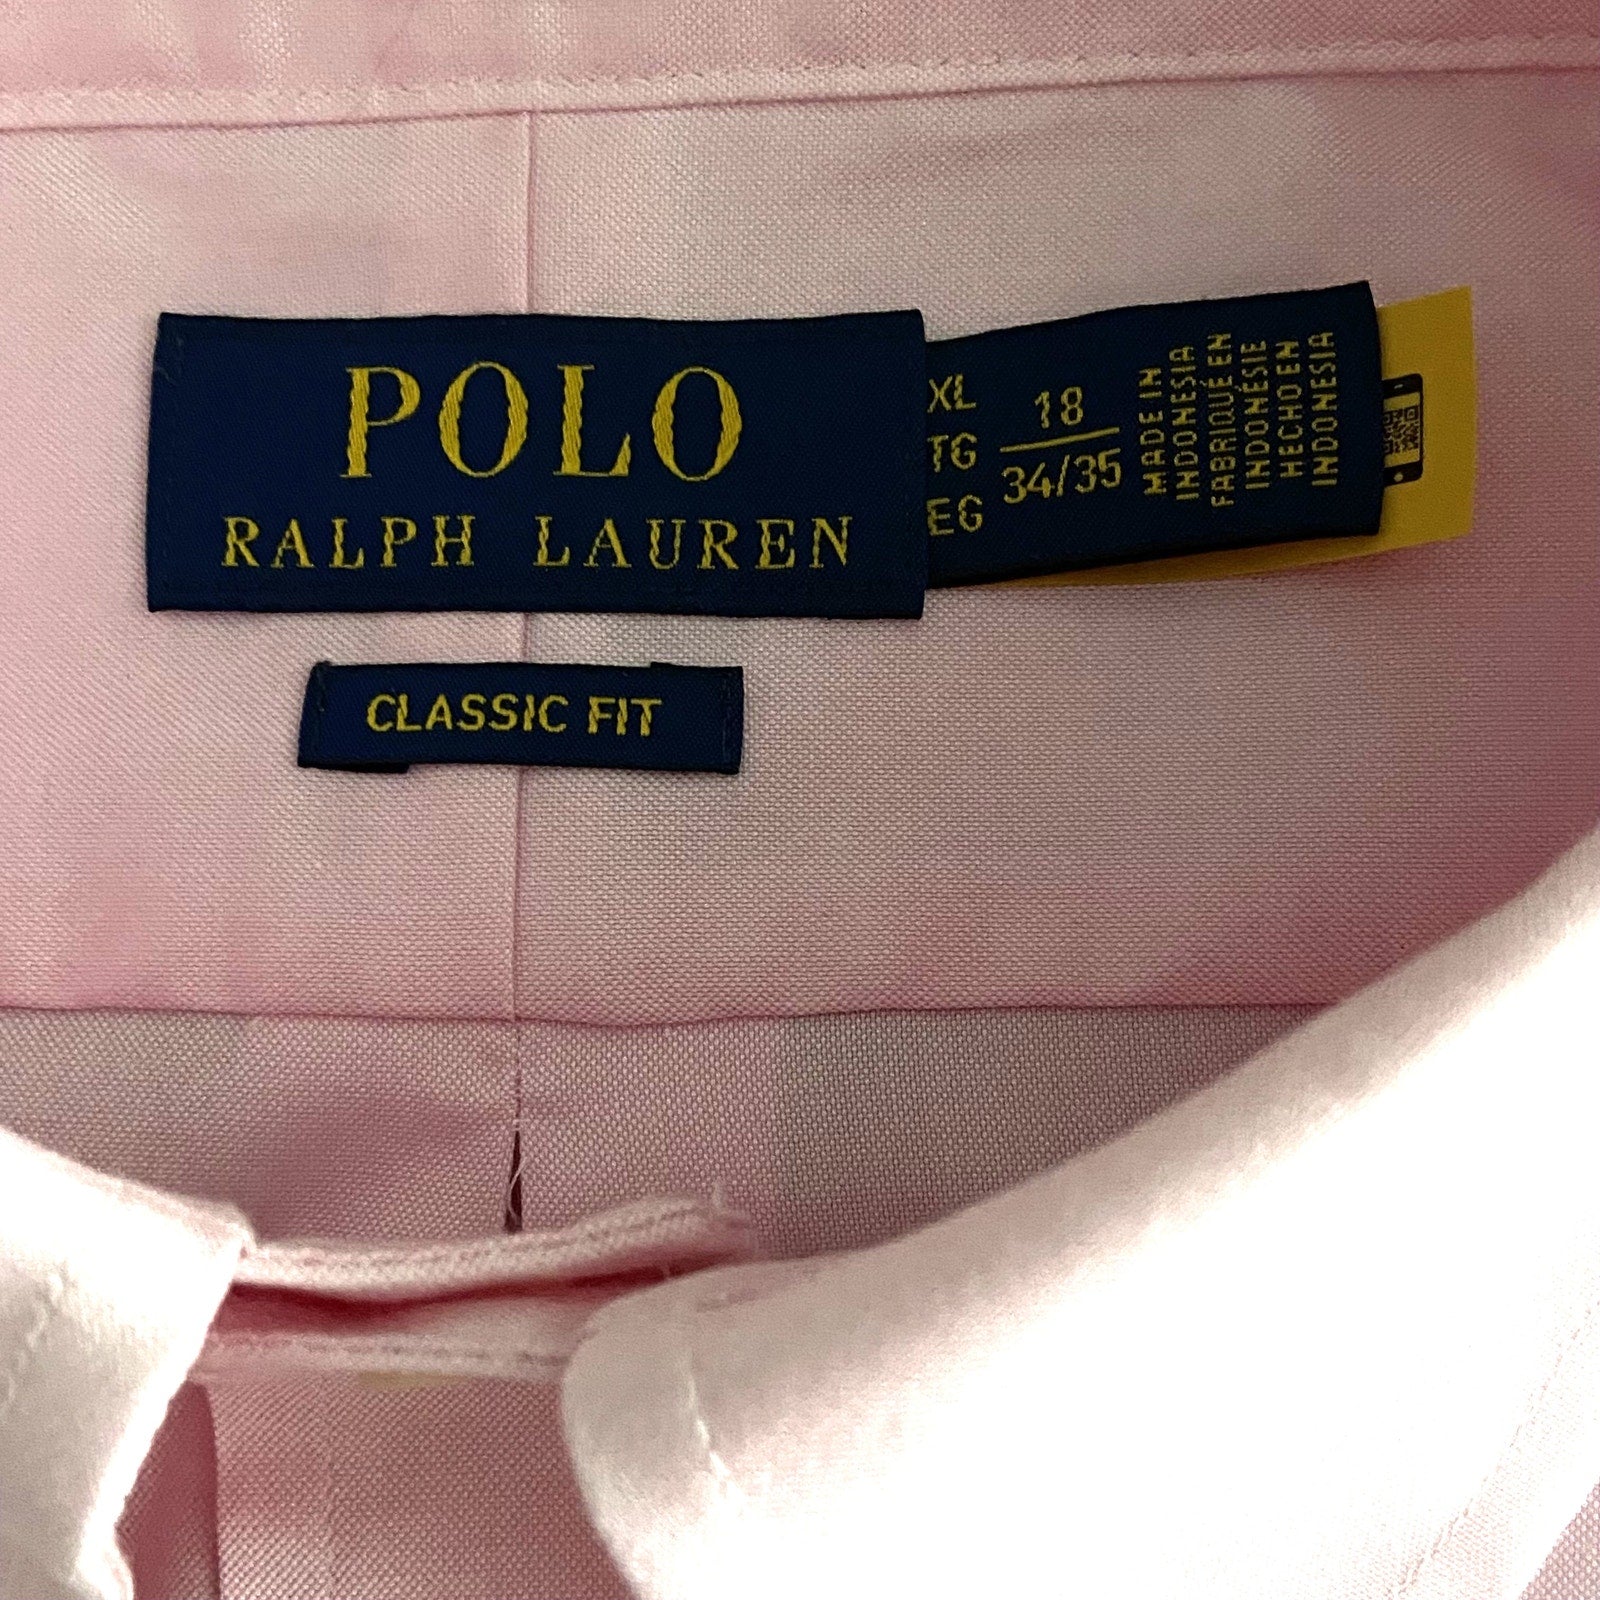 POLO
RALPH LAUREN
CLASSIC FIT
XL
TG
EG
18
34/35
MADE IN
INDONESIA
FABRIQUÉ EN
INDONÉSIE
HECHO EN
INDONESIA